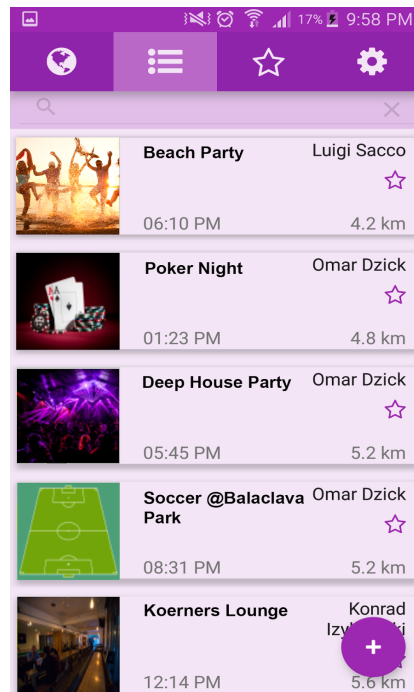 17% 9:58 PM
Beach Party Luigi Sacco
06:10 PM 4.2 km
Poker Night Omar Dzick
01:23 PM 4.8 km
Deep House Party Omar Dzick
05:45 PM 5.2 km
Soccer @Balaclava Omar Dzick
Park
08:31 PM 5.2 km
Koerners Lounge Konrad
12:14 PM 5.6 km